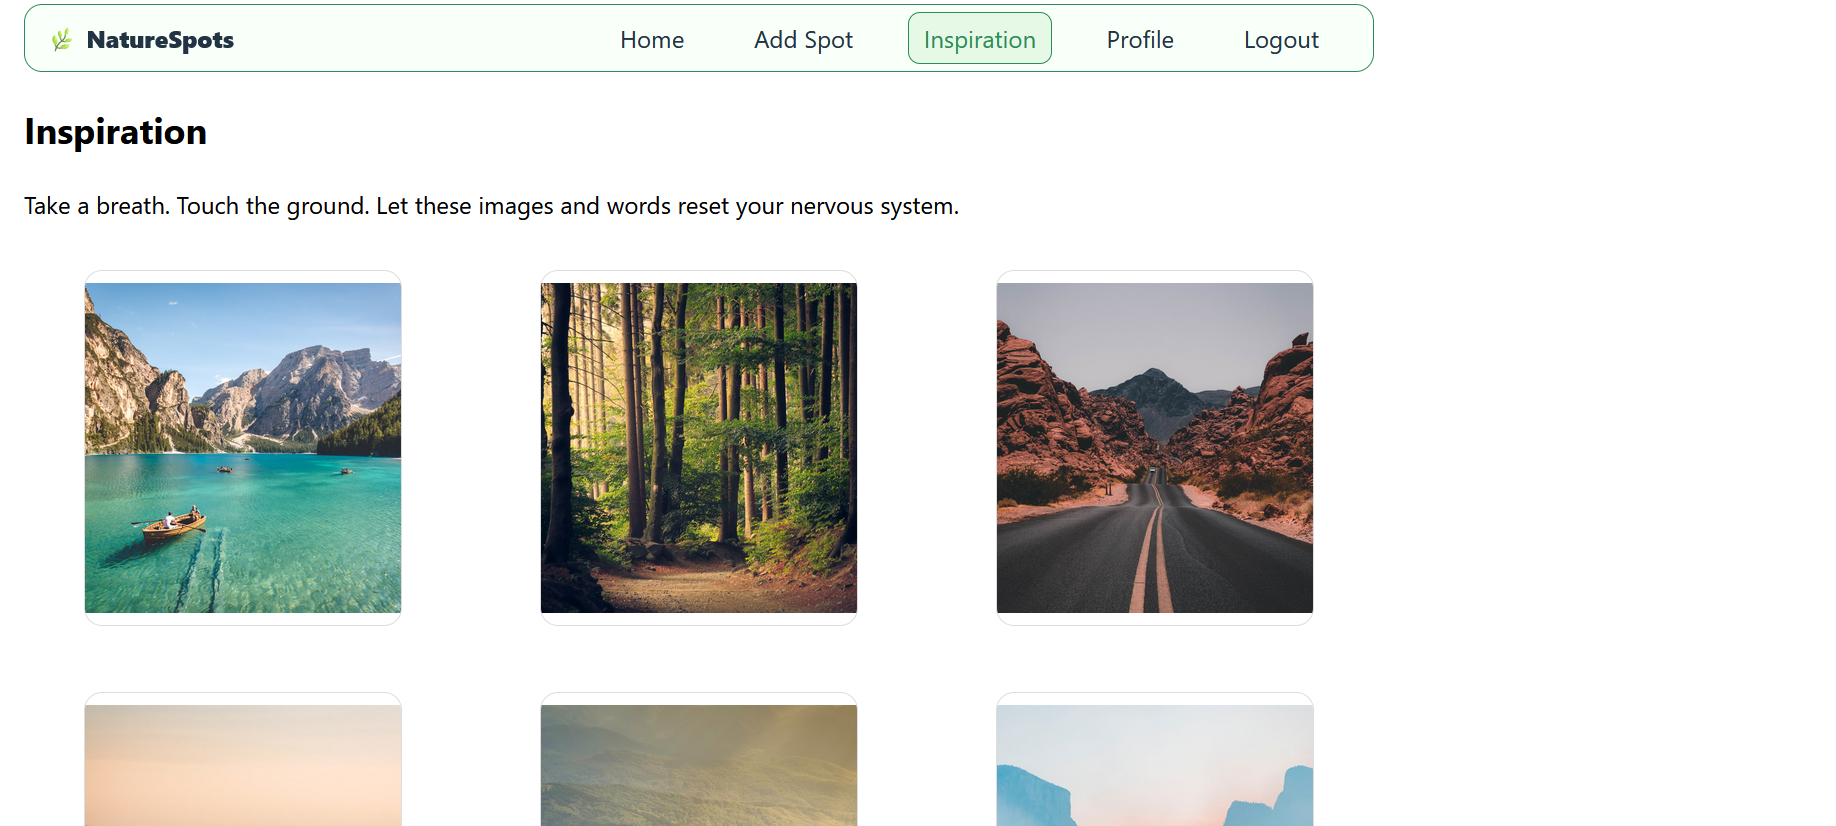 NatureSpots Home Add Spot Inspiration Profile Logout
Inspiration
Take a breath. Touch the ground. Let these images and words reset your nervous system.